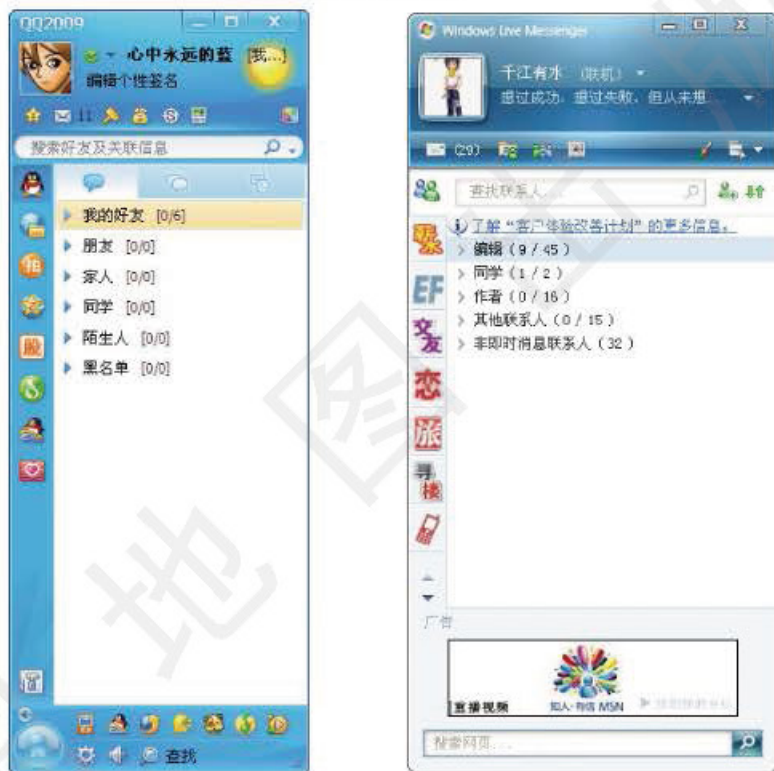 QQ2009
心中永远的蓝 [我...]
编辑个性签名
搜索好友及关联信息
我的好友 [0/6]
朋友 [0/0]
家人 [0/0]
同学 [0/0]
陌生人 [0/0]
黑名单 [0/0]
查找
Windows Live Messenger
千江有水 (联机)
想过成功，想过失败，但从未想
(29)
查找联系人...
了解“客户体验改善计划”的更多信息。
编辑 ( 9 / 45 )
同学 ( 1 / 2 )
作者 ( 0 / 16 )
其他联系人 ( 0 / 15 )
非即时消息联系人 ( 32 )
EF
交友
恋
旅
寻楼
广告
直播视频
MSN
搜索网页...
地图